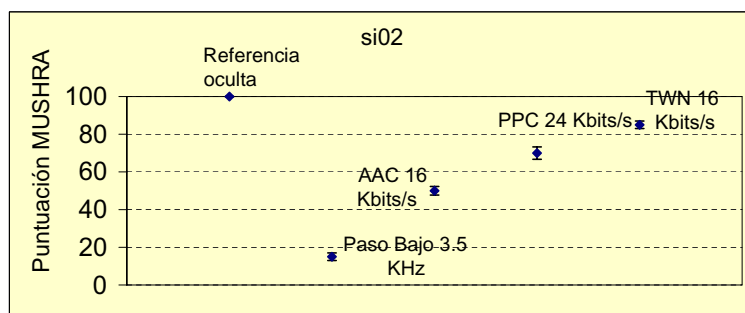 si02
Referencia
oculta
Puntuación MUSHRA
100
80
60
40
20
0
Paso Bajo 3.5
KHz
AAC 16
Kbits/s
PPC 24 Kbits/s
TWN 16
Kbits/s